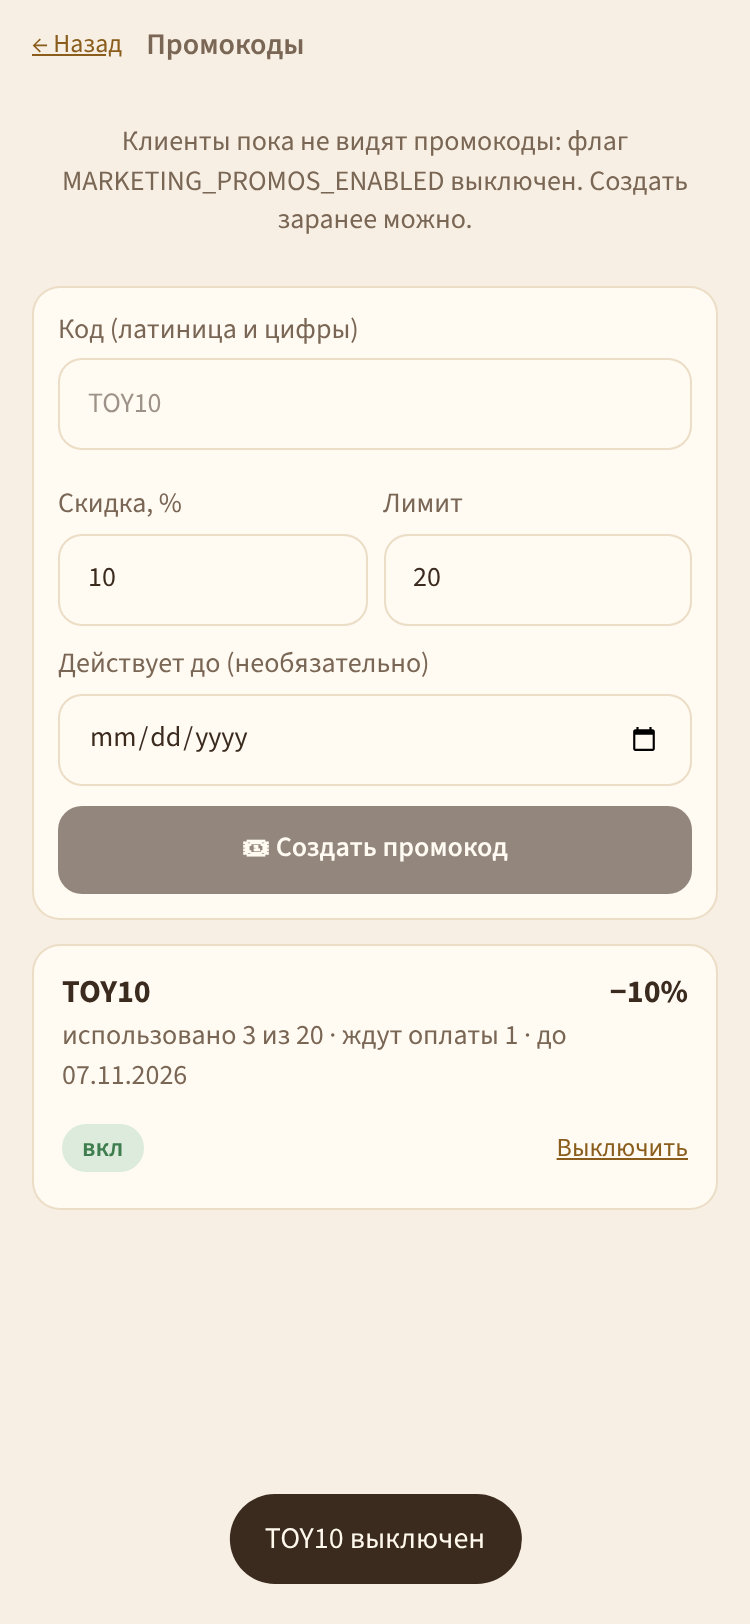 ← Назад Промокоды
Клиенты пока не видят промокоды: флаг
MARKETING_PROMOS_ENABLED выключен. Создать
заранее можно.
Код (латиница и цифры)
TOY10
Скидка, % Лимит
10 20
Действует до (необязательно)
mm/dd/yyyy
🎟 Создать промокод
TOY10 −10%
использовано 3 из 20 · ждут оплаты 1 · до
07.11.2026
вкл Выключить
TOY10 выключен